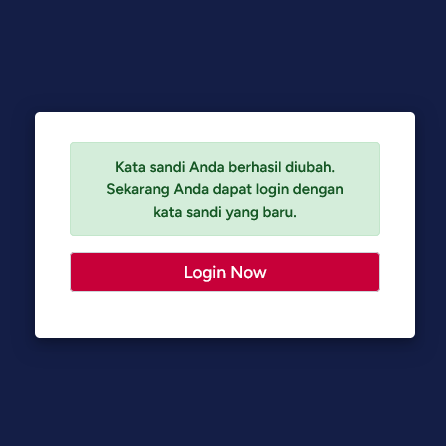 Kata sandi Anda berhasil diubah.
Sekarang Anda dapat login dengan
kata sandi yang baru.
Login Now